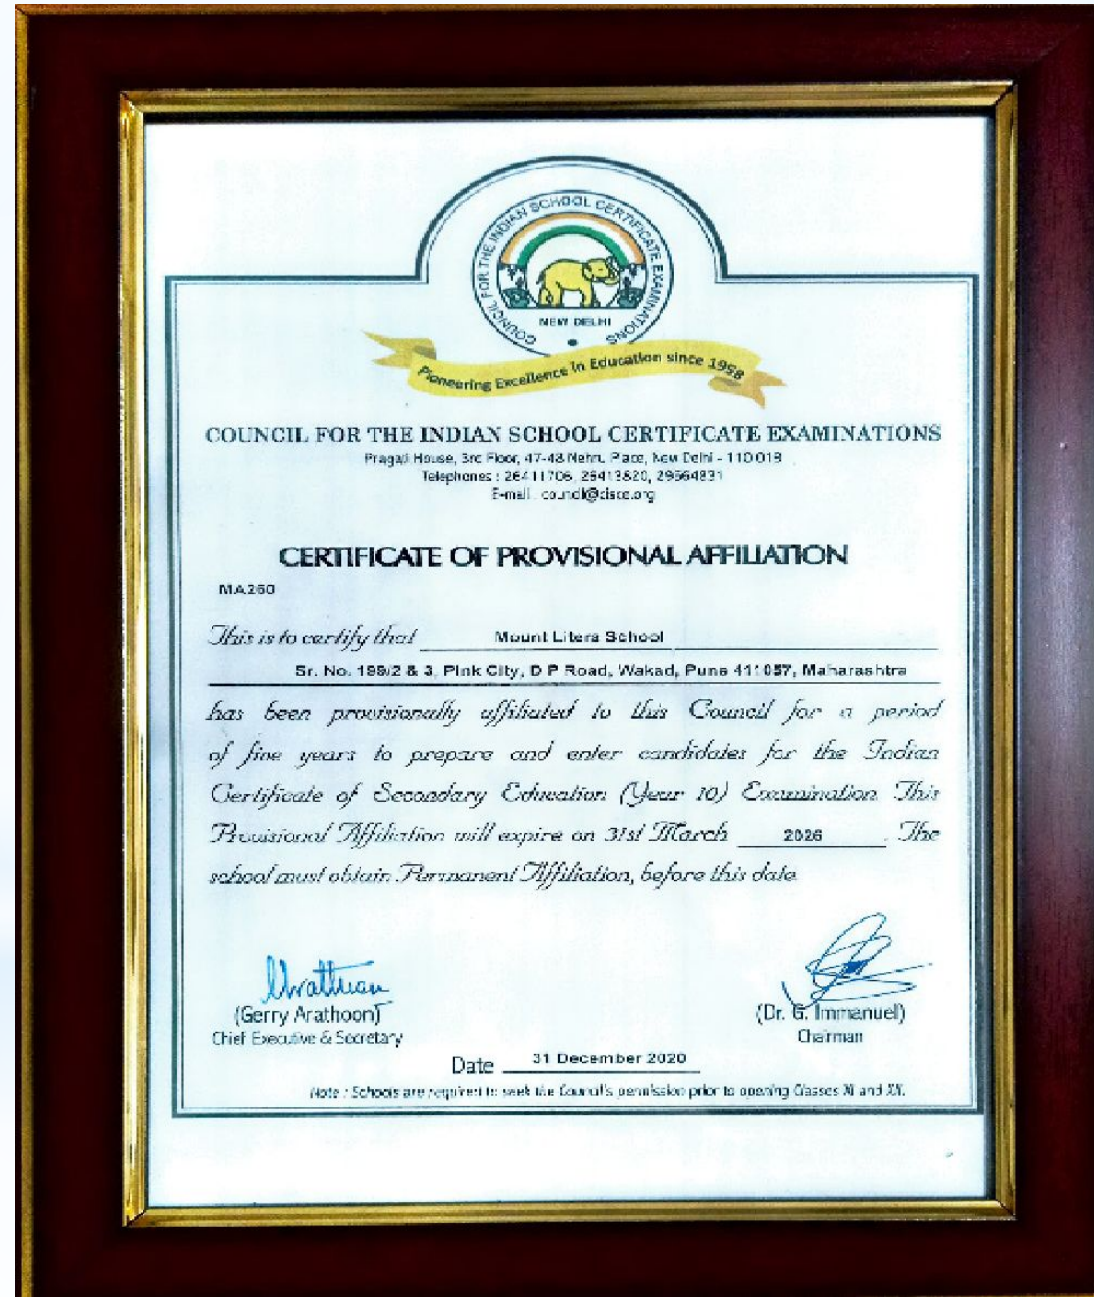 COUNCIL FOR THE INDIAN SCHOOL CERTIFICATE EXAMINATIONS
NEW DELHI
Pioneering Excellence in Education since 1958
COUNCIL FOR THE INDIAN SCHOOL CERTIFICATE EXAMINATIONS
Pragati House, 3rd Floor, 47-48 Nehru Place, New Delhi - 110 019
Telephones : 26411706, 26413820, 29564831
E-mail : council@cisce.org
CERTIFICATE OF PROVISIONAL AFFILIATION
MA260
This is to certify that Mount Litera School
Sr. No. 199/2 & 3, Pink City, D P Road, Wakad, Pune 411057, Maharashtra
has been provisionally affiliated to this Council for a period
of five years to prepare and enter candidates for the Indian
Certificate of Secondary Education (Year 10) Examination. This
Provisional Affiliation will expire on 31st March 2026 . The
school must obtain Permanent Affiliation, before this date.
(Gerry Arathoon)
Chief Executive & Secretary
(Dr. G. Immanuel)
Chairman
Date 31 December 2020
Note : Schools are required to seek the Council's permission prior to opening Classes XI and XII.